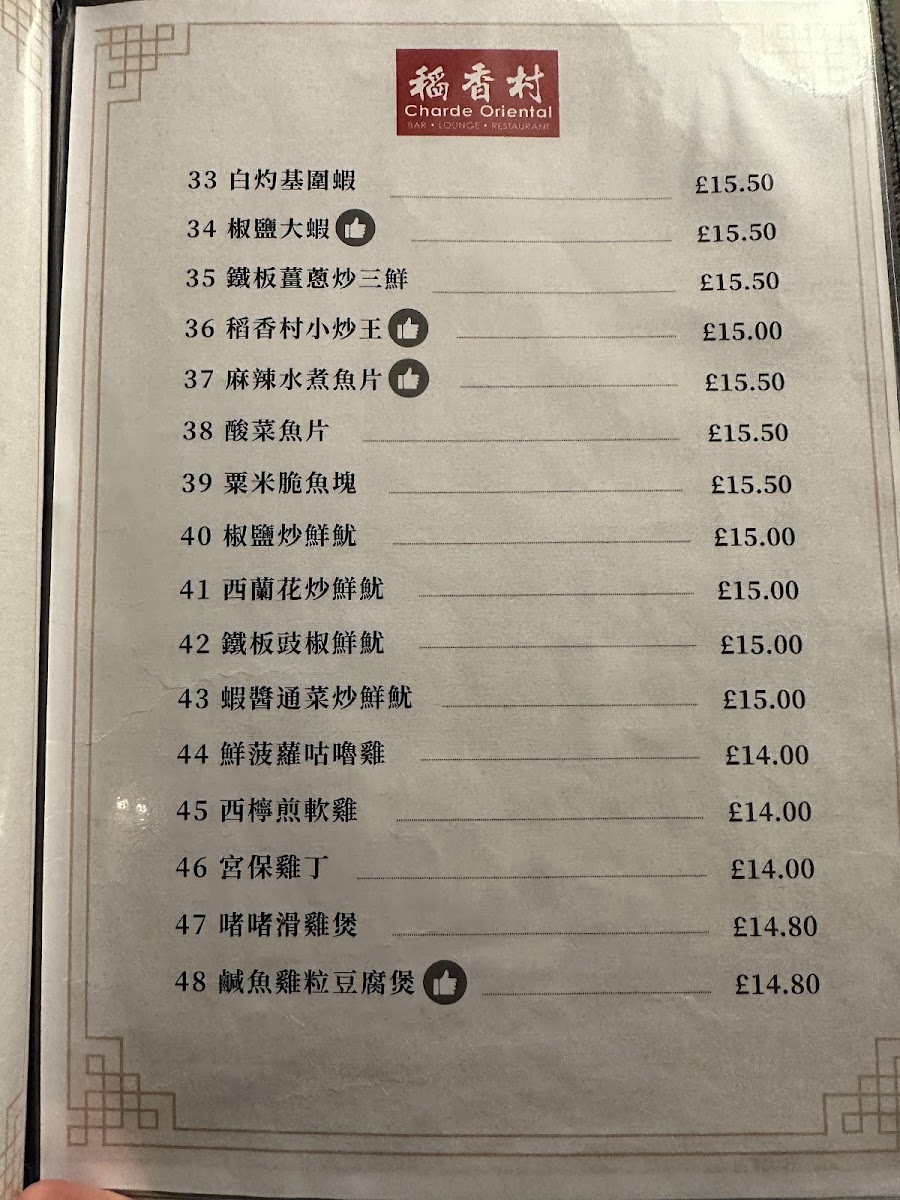 稻香村
Charde Oriental
BAR • LOUNGE • RESTAURANT
33 白灼基圍蝦 £15.50
34 椒鹽大蝦 £15.50
35 鐵板薑蔥炒三鮮 £15.50
36 稻香村小炒王 £15.00
37 麻辣水煮魚片 £15.50
38 酸菜魚片 £15.50
39 粟米脆魚塊 £15.50
40 椒鹽炒鮮魷 £15.00
41 西蘭花炒鮮魷 £15.00
42 鐵板豉椒鮮魷 £15.00
43 蝦醬通菜炒鮮魷 £15.00
44 鮮菠蘿咕嚕雞 £14.00
45 西檸煎軟雞 £14.00
46 宮保雞丁 £14.00
47 啫啫滑雞煲 £14.80
48 鹹魚雞粒豆腐煲 £14.80